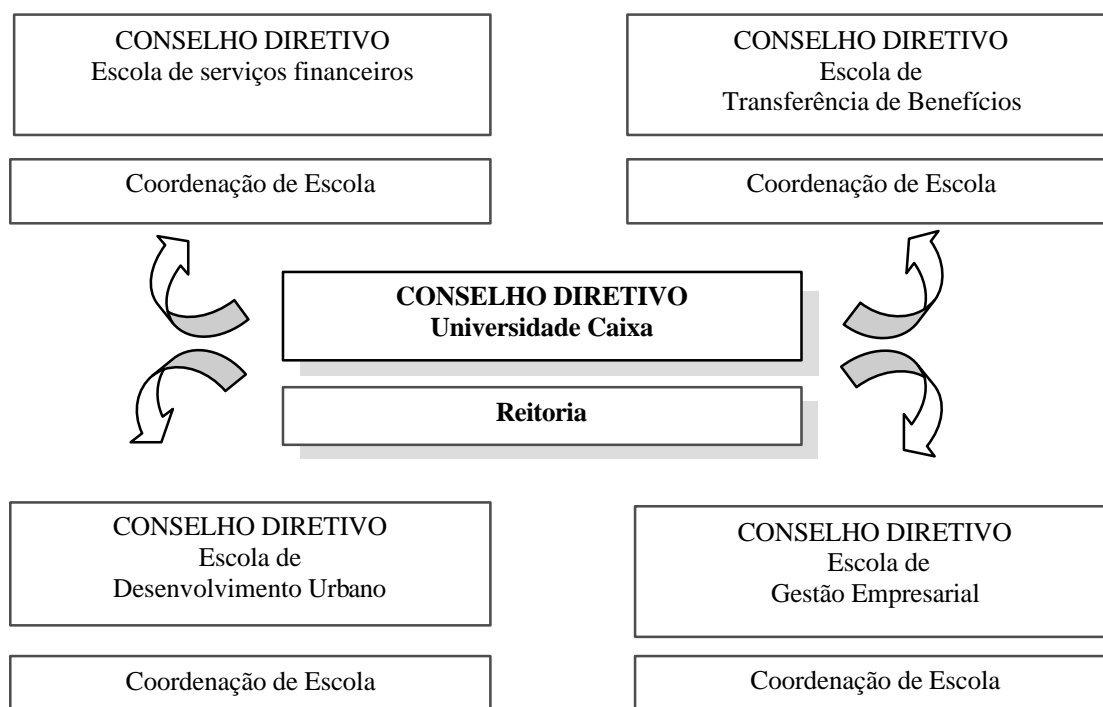 CONSELHO DIRETIVO
Escola de serviços financeiros
Coordenação de Escola
CONSELHO DIRETIVO
Escola de
Transferência de Benefícios
Coordenação de Escola
CONSELHO DIRETIVO
Universidade Caixa
Reitoria
CONSELHO DIRETIVO
Escola de
Desenvolvimento Urbano
Coordenação de Escola
CONSELHO DIRETIVO
Escola de
Gestão Empresarial
Coordenação de Escola